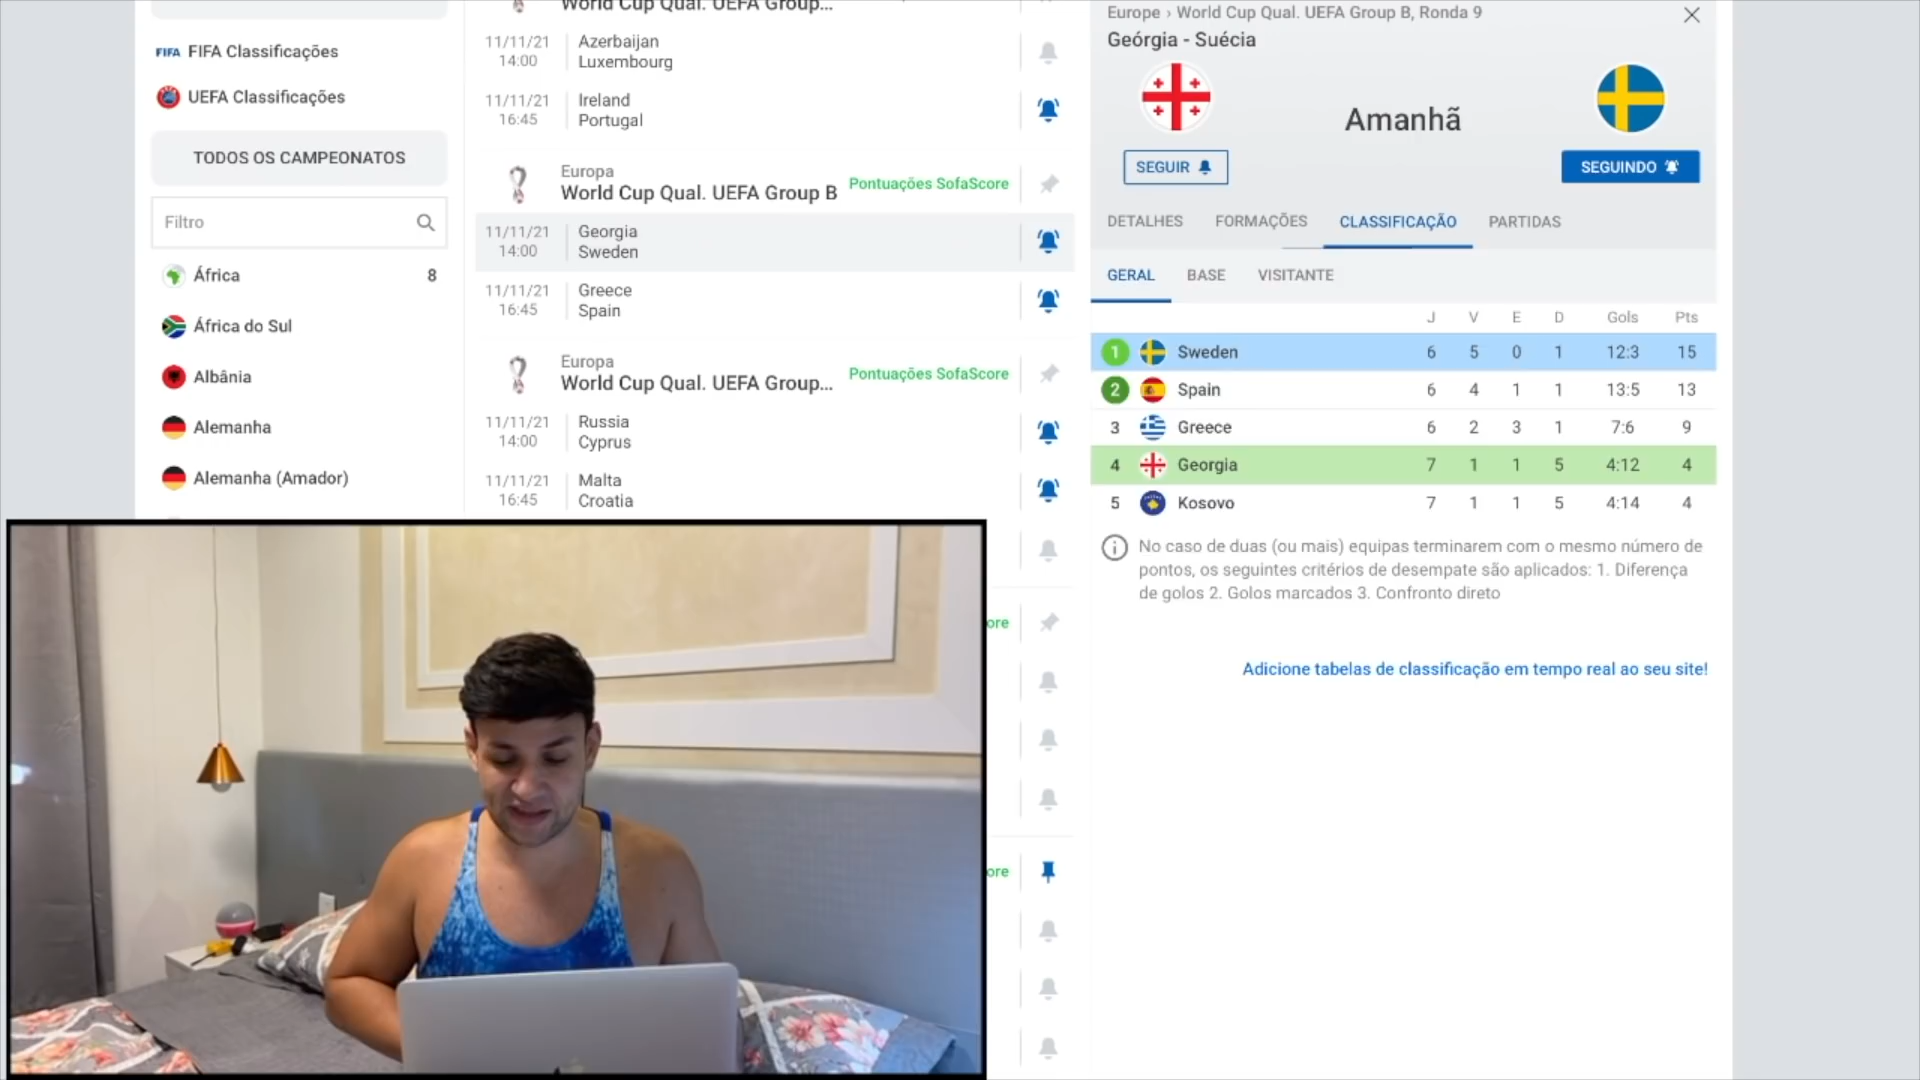 FIFA FIFA Classificações
UEFA Classificações
TODOS OS CAMPEONATOS
Filtro
África 8
África do Sul
Albânia
Alemanha
Alemanha (Amador)
World Cup Qual. UEFA Group...
11/11/21
14:00
Azerbaijan
Luxembourg
11/11/21
16:45
Ireland
Portugal
Europa
World Cup Qual. UEFA Group B
Pontuações SofaScore
11/11/21
14:00
Georgia
Sweden
11/11/21
16:45
Greece
Spain
Europa
World Cup Qual. UEFA Group...
Pontuações SofaScore
11/11/21
14:00
Russia
Cyprus
11/11/21
16:45
Malta
Croatia
ore
ore
Europe › World Cup Qual. UEFA Group B, Ronda 9
Geórgia - Suécia
Amanhã
SEGUIR
SEGUINDO
DETALHES FORMAÇÕES CLASSIFICAÇÃO PARTIDAS
GERAL BASE VISITANTE
J V E D Gols Pts
1 Sweden 6 5 0 1 12:3 15
2 Spain 6 4 1 1 13:5 13
3 Greece 6 2 3 1 7:6 9
4 Georgia 7 1 1 5 4:12 4
5 Kosovo 7 1 1 5 4:14 4
No caso de duas (ou mais) equipas terminarem com o mesmo número de
pontos, os seguintes critérios de desempate são aplicados: 1. Diferença
de golos 2. Golos marcados 3. Confronto direto
Adicione tabelas de classificação em tempo real ao seu site!